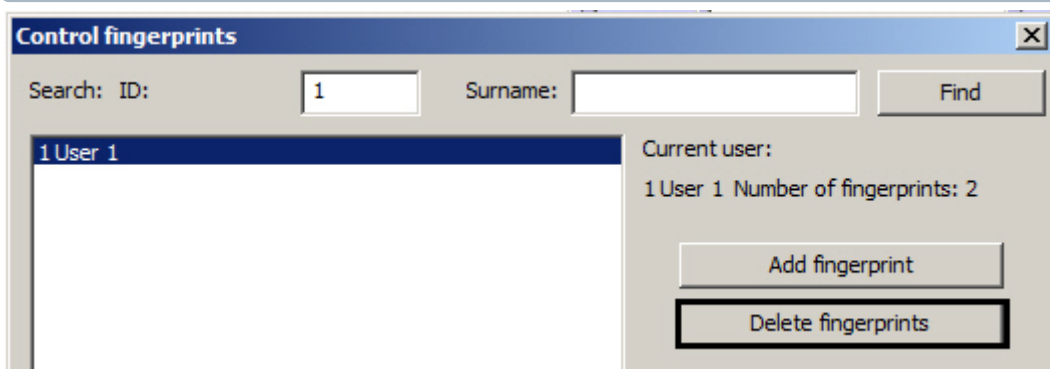 Control fingerprints
Search: ID: 1 Surname: Find
1 User 1
Current user:
1 User 1 Number of fingerprints: 2
Add fingerprint
Delete fingerprints